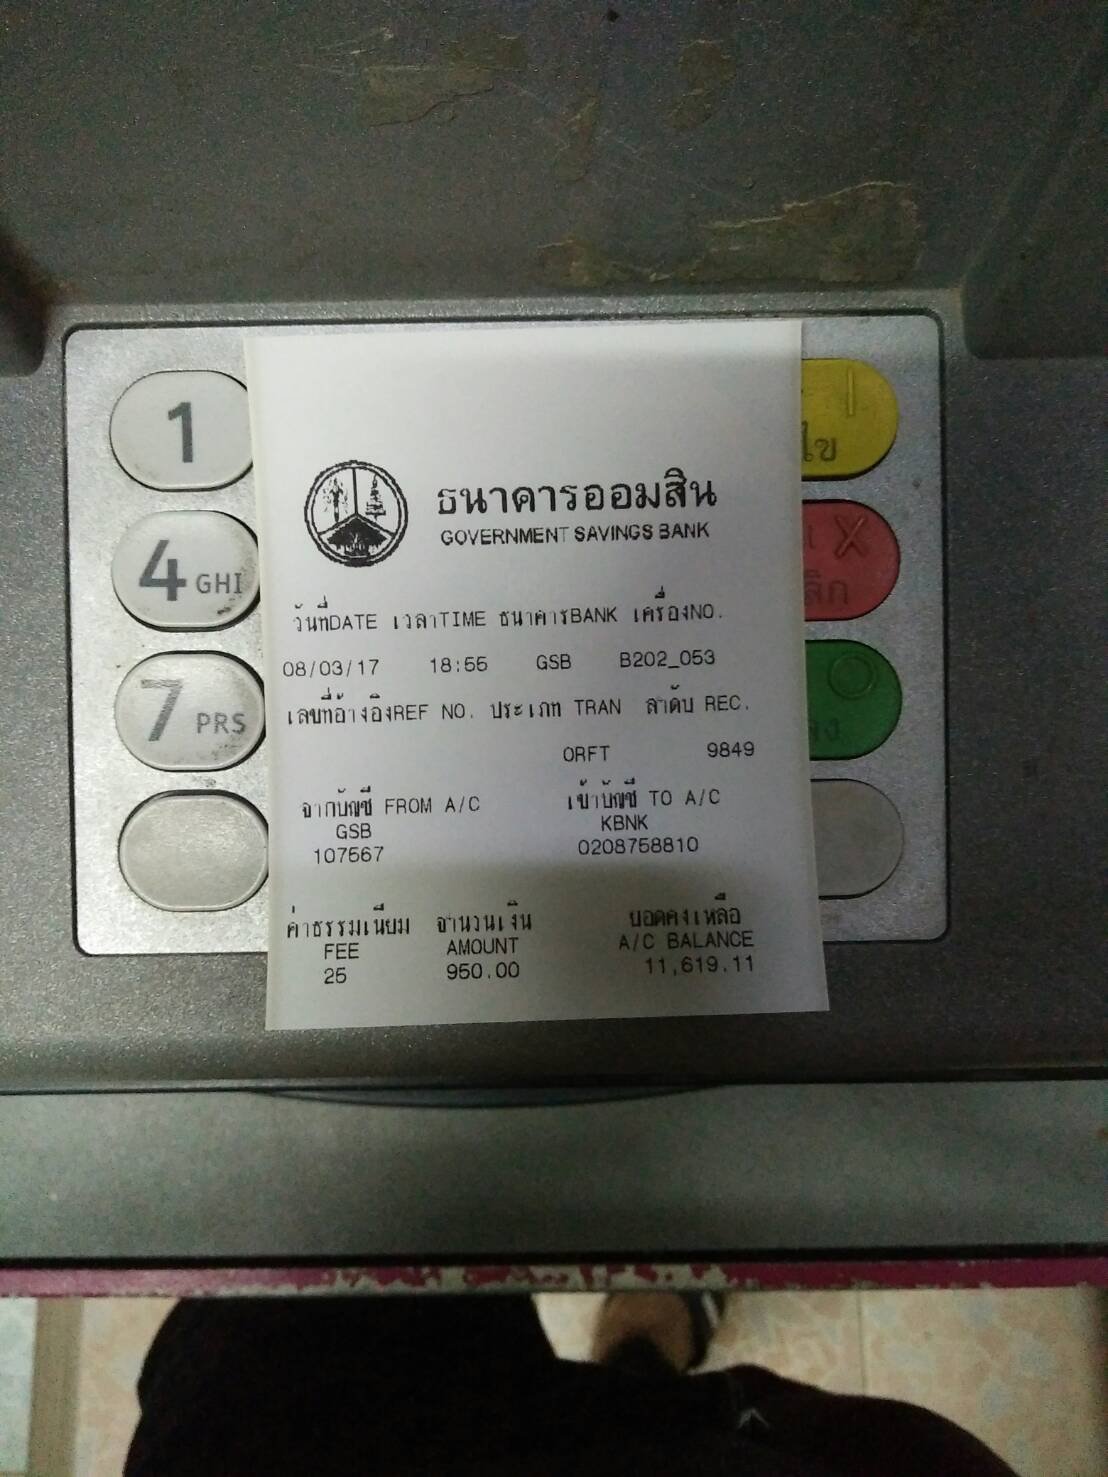 1
4 GHI
7 PRS
ธนาคารออมสิน
GOVERNMENT SAVINGS BANK
วันที่DATE เวลาTIME ธนาคารBANK เครื่องNO.
08/03/17 18:55 GSB B202_053
เลขที่อ้างอิงREF NO. ประเภท TRAN ลำดับ REC.
ORFT 9849
จากบัญชี FROM A/C เข้าบัญชี TO A/C
GSB KBNK
107567 0208758810
ค่าธรรมเนียม จำนวนเงิน ยอดคงเหลือ
FEE AMOUNT A/C BALANCE
25 950.00 11,619.11